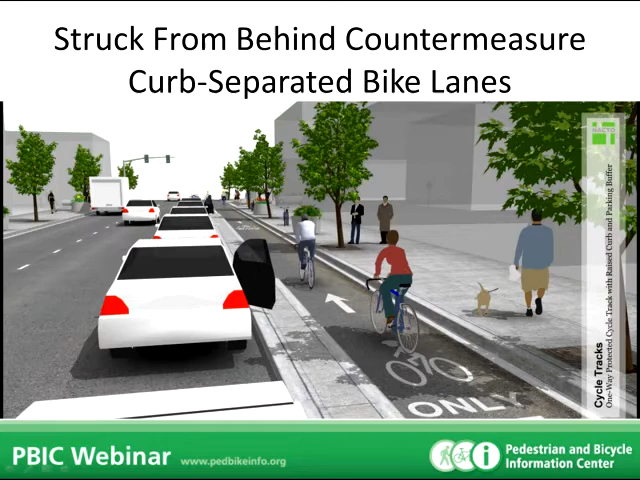 Struck From Behind Countermeasure
Curb-Separated Bike Lanes
NACTO
Cycle Tracks
One-Way Protected Cycle Track with Raised Curb and Parking Buffer
ONLY
PBIC Webinar
www.pedbikeinfo.org
Pedestrian and Bicycle
Information Center